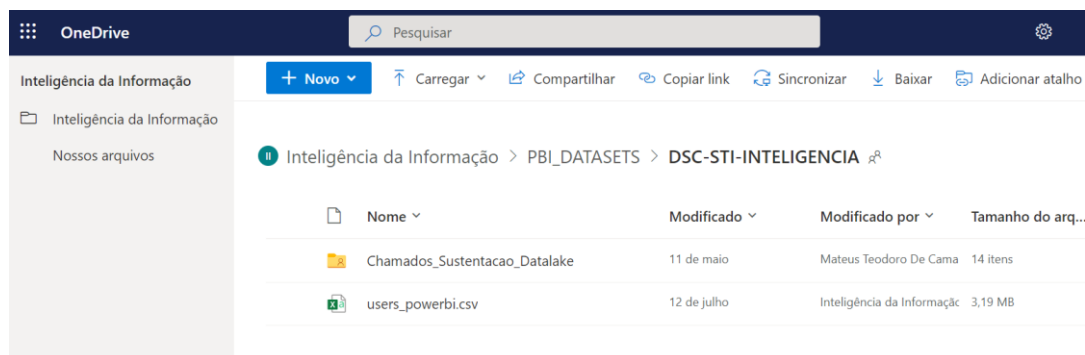 OneDrive
Pesquisar
Inteligência da Informação
Novo
Carregar
Compartilhar
Copiar link
Sincronizar
Baixar
Adicionar atalho
Inteligência da Informação
Nossos arquivos
II Inteligência da Informação > PBI_DATASETS > DSC-STI-INTELIGENCIA
Nome Modificado Modificado por Tamanho do arq...
Chamados_Sustentacao_Datalake 11 de maio Mateus Teodoro De Cama 14 itens
users_powerbi.csv 12 de julho Inteligência da Informaçãc 3,19 MB